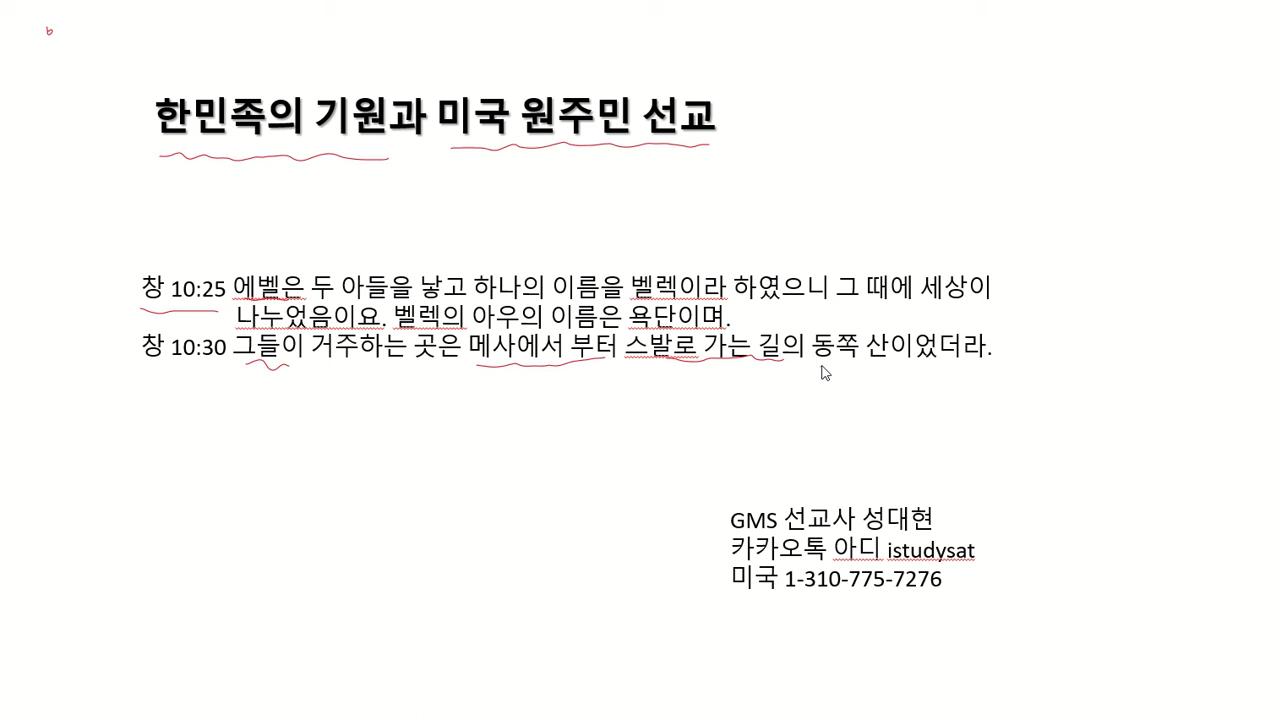 한민족의 기원과 미국 원주민 선교
창 10:25 에벨은 두 아들을 낳고 하나의 이름을 벨렉이라 하였으니 그 때에 세상이
나누었음이요. 벨렉의 아우의 이름은 욕단이며.
창 10:30 그들이 거주하는 곳은 메사에서 부터 스발로 가는 길의 동쪽 산이었더라.
GMS 선교사 성대현
카카오톡 아디 istudysat
미국 1-310-775-7276